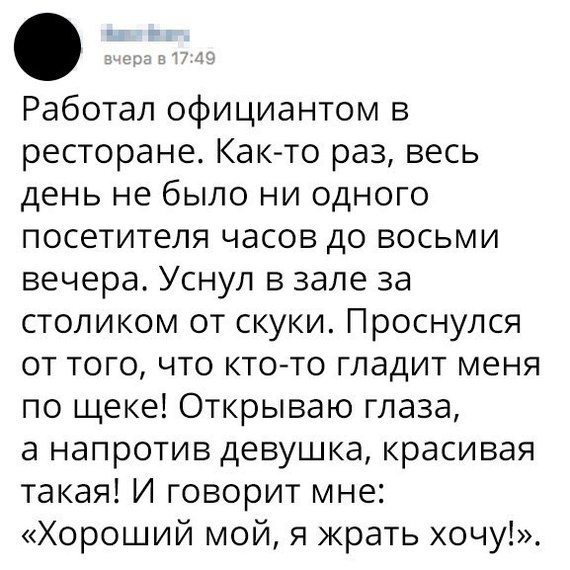 вчера в 17:49
Работал официантом в
ресторане. Как-то раз, весь
день не было ни одного
посетителя часов до восьми
вечера. Уснул в зале за
столиком от скуки. Проснулся
от того, что кто-то гладит меня
по щеке! Открываю глаза,
а напротив девушка, красивая
такая! И говорит мне:
«Хороший мой, я жрать хочу!».